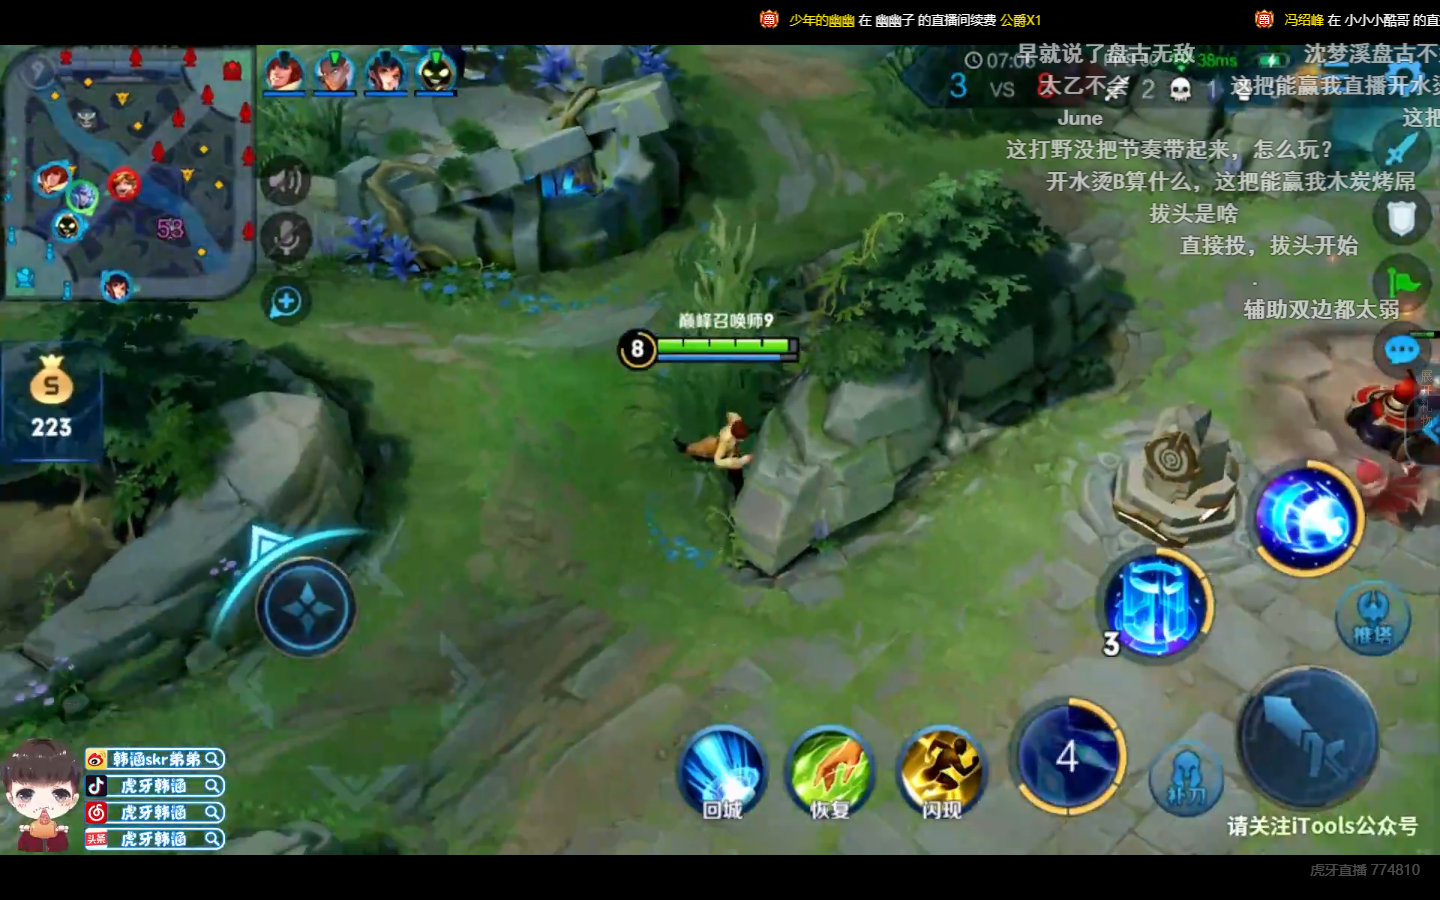 少年的幽幽 在 幽幽子 的直播间续费 公爵X1
冯绍峰 在 小小小酷哥 的直
早就说了盘古无敌
沈梦溪盘古不
38ms
3 VS 8
太乙不会
2
1
这把能赢我直播开水烫
June
这把
这打野没把节奏带起来，怎么玩？
开水烫B算什么，这把能赢我木炭烤屌
拔头是啥
直接投，拔头开始
辅助双边都太弱
53
巅峰召唤师9
8
S
223
3
推塔
4
补刀
回城
恢复
闪现
韩涵skr弟弟
虎牙韩涵
虎牙韩涵
头条 虎牙韩涵
请关注iTools公众号
虎牙直播 774810